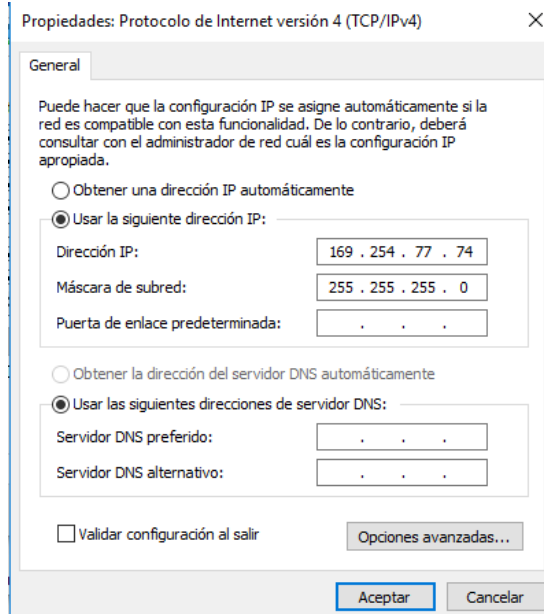 Propiedades: Protocolo de Internet versión 4 (TCP/IPv4)
General
Puede hacer que la configuración IP se asigne automáticamente si la
red es compatible con esta funcionalidad. De lo contrario, deberá
consultar con el administrador de red cuál es la configuración IP
apropiada.
Obtener una dirección IP automáticamente
Usar la siguiente dirección IP:
Dirección IP: 169 . 254 . 77 . 74
Máscara de subred: 255 . 255 . 255 . 0
Puerta de enlace predeterminada: . . .
Obtener la dirección del servidor DNS automáticamente
Usar las siguientes direcciones de servidor DNS:
Servidor DNS preferido: . . .
Servidor DNS alternativo: . . .
Validar configuración al salir
Opciones avanzadas...
Aceptar Cancelar